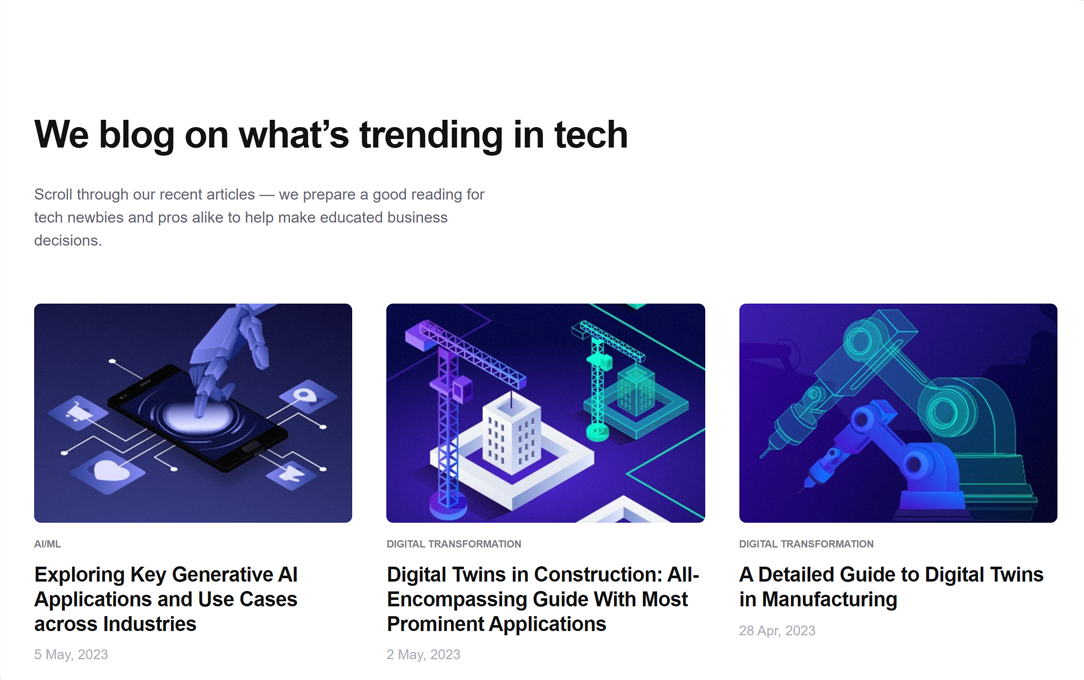 We blog on what’s trending in tech
Scroll through our recent articles — we prepare a good reading for
tech newbies and pros alike to help make educated business
decisions.
AI/ML
Exploring Key Generative AI
Applications and Use Cases
across Industries
5 May, 2023
DIGITAL TRANSFORMATION
Digital Twins in Construction: All-
Encompassing Guide With Most
Prominent Applications
2 May, 2023
DIGITAL TRANSFORMATION
A Detailed Guide to Digital Twins
in Manufacturing
28 Apr, 2023